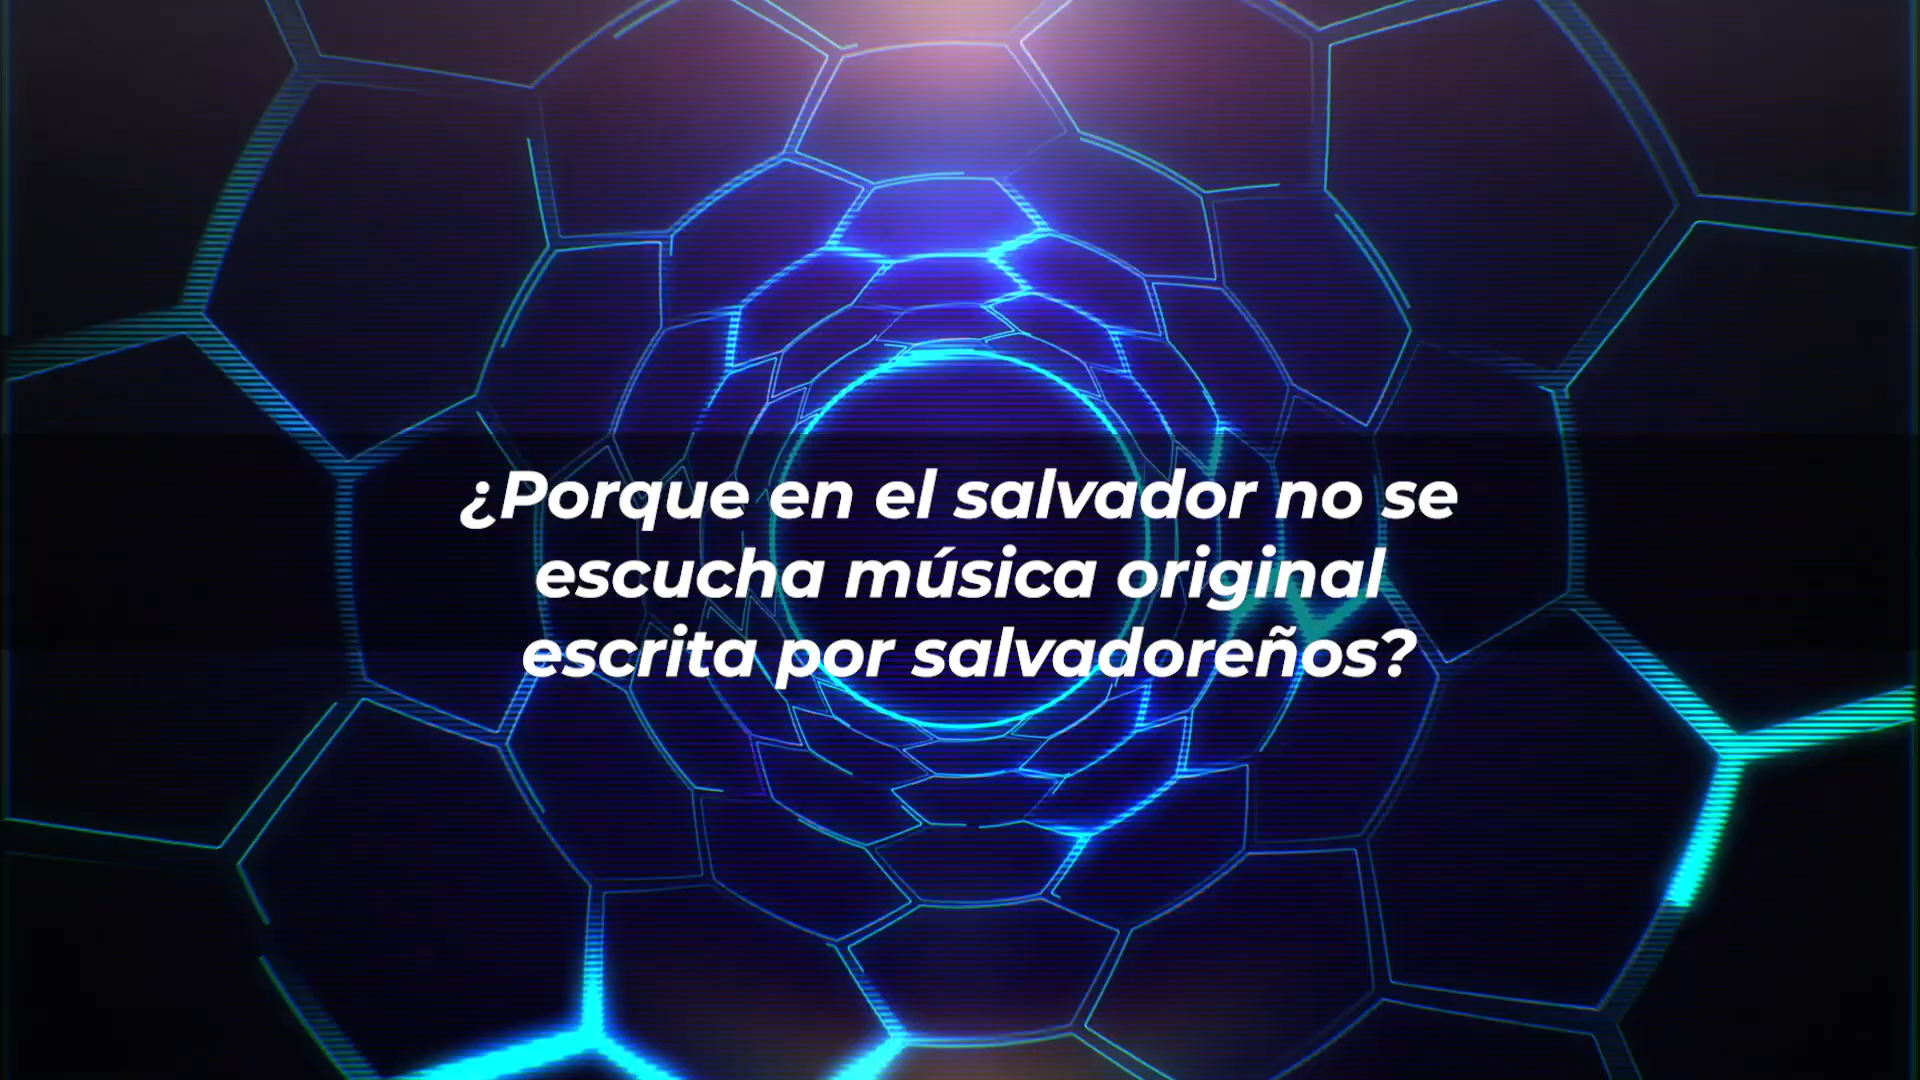 ¿Porque en el salvador no se
escucha música original
escrita por salvadoreños?